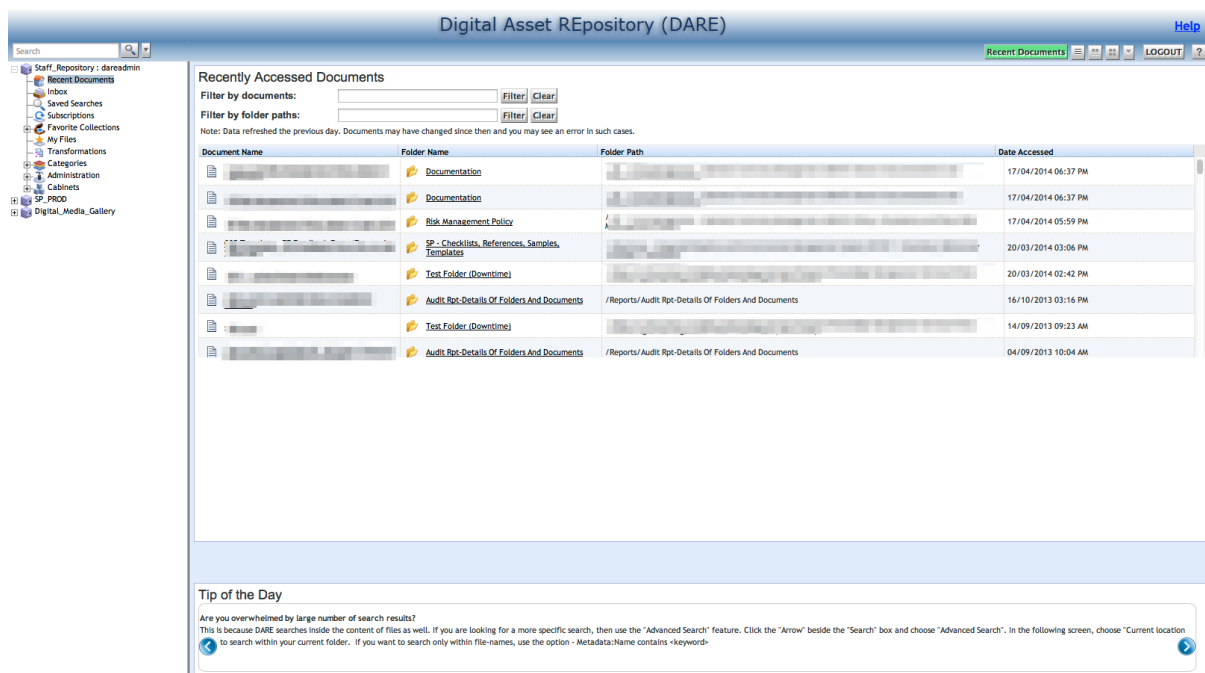 Digital Asset REpository (DARE)
Help
Search
Recent Documents
LOGOUT
?
Staff_Repository : dareadmin
Recent Documents
Inbox
Saved Searches
Subscriptions
Favorite Collections
My Files
Transformations
Categories
Administration
Cabinets
SP_PROD
Digital_Media_Gallery
Recently Accessed Documents
Filter by documents: Filter Clear
Filter by folder paths: Filter Clear
Note: Data refreshed the previous day. Documents may have changed since then and you may see an error in such cases.
Document Name Folder Name Folder Path Date Accessed
Documentation 17/04/2014 06:37 PM
Documentation 17/04/2014 06:37 PM
Risk Management Policy 17/04/2014 05:59 PM
SP - Checklists, References, Samples, 20/03/2014 03:06 PM
Templates
Test Folder (Downtime) 20/03/2014 02:42 PM
Audit Rpt-Details Of Folders And Documents /Reports/Audit Rpt-Details Of Folders And Documents 16/10/2013 03:16 PM
Test Folder (Downtime) 14/09/2013 09:23 AM
Audit Rpt-Details Of Folders And Documents /Reports/Audit Rpt-Details Of Folders And Documents 04/09/2013 10:04 AM
Tip of the Day
Are you overwhelmed by large number of search results?
This is because DARE searches inside the content of files as well. If you are looking for a more specific search, then use the "Advanced Search" feature. Click the "Arrow" beside the "Search" box and choose "Advanced Search". In the following screen, choose "Current location
to search within your current folder. If you want to search only within file-names, use the option - Metadata:Name contains <keyword>